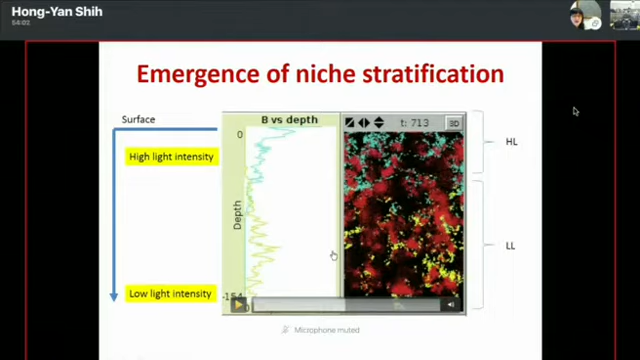 Hong-Yan Shih
54:02
Emergence of niche stratification
Surface
B vs depth
t: 713
3D
0
HL
High light intensity
Depth
LL
Low light intensity
0
Microphone muted